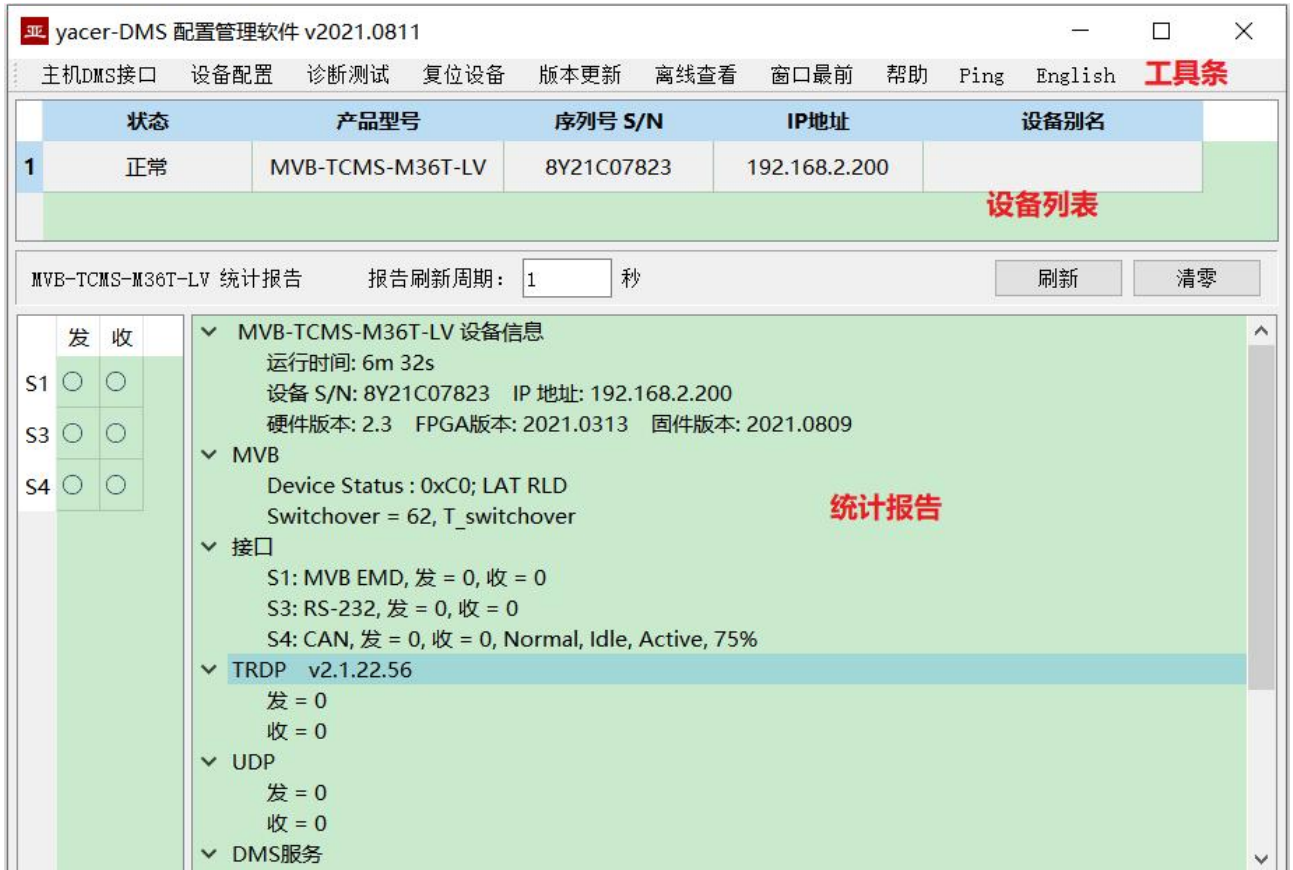 亚 yacer-DMS 配置管理软件 v2021.0811
主机DMS接口 设备配置 诊断测试 复位设备 版本更新 离线查看 窗口最前 帮助 Ping English 工具条
状态 产品型号 序列号 S/N IP地址 设备别名
1 正常 MVB-TCMS-M36T-LV 8Y21C07823 192.168.2.200
设备列表
MVB-TCMS-M36T-LV 统计报告 报告刷新周期: 1 秒 刷新 清零
发 收
S1
S3
S4
MVB-TCMS-M36T-LV 设备信息
运行时间: 6m 32s
设备 S/N: 8Y21C07823 IP 地址: 192.168.2.200
硬件版本: 2.3 FPGA版本: 2021.0313 固件版本: 2021.0809
MVB
Device Status : 0xC0; LAT RLD
Switchover = 62, T_switchover
统计报告
接口
S1: MVB EMD, 发 = 0, 收 = 0
S3: RS-232, 发 = 0, 收 = 0
S4: CAN, 发 = 0, 收 = 0, Normal, Idle, Active, 75%
TRDP v2.1.22.56
发 = 0
收 = 0
UDP
发 = 0
收 = 0
DMS服务